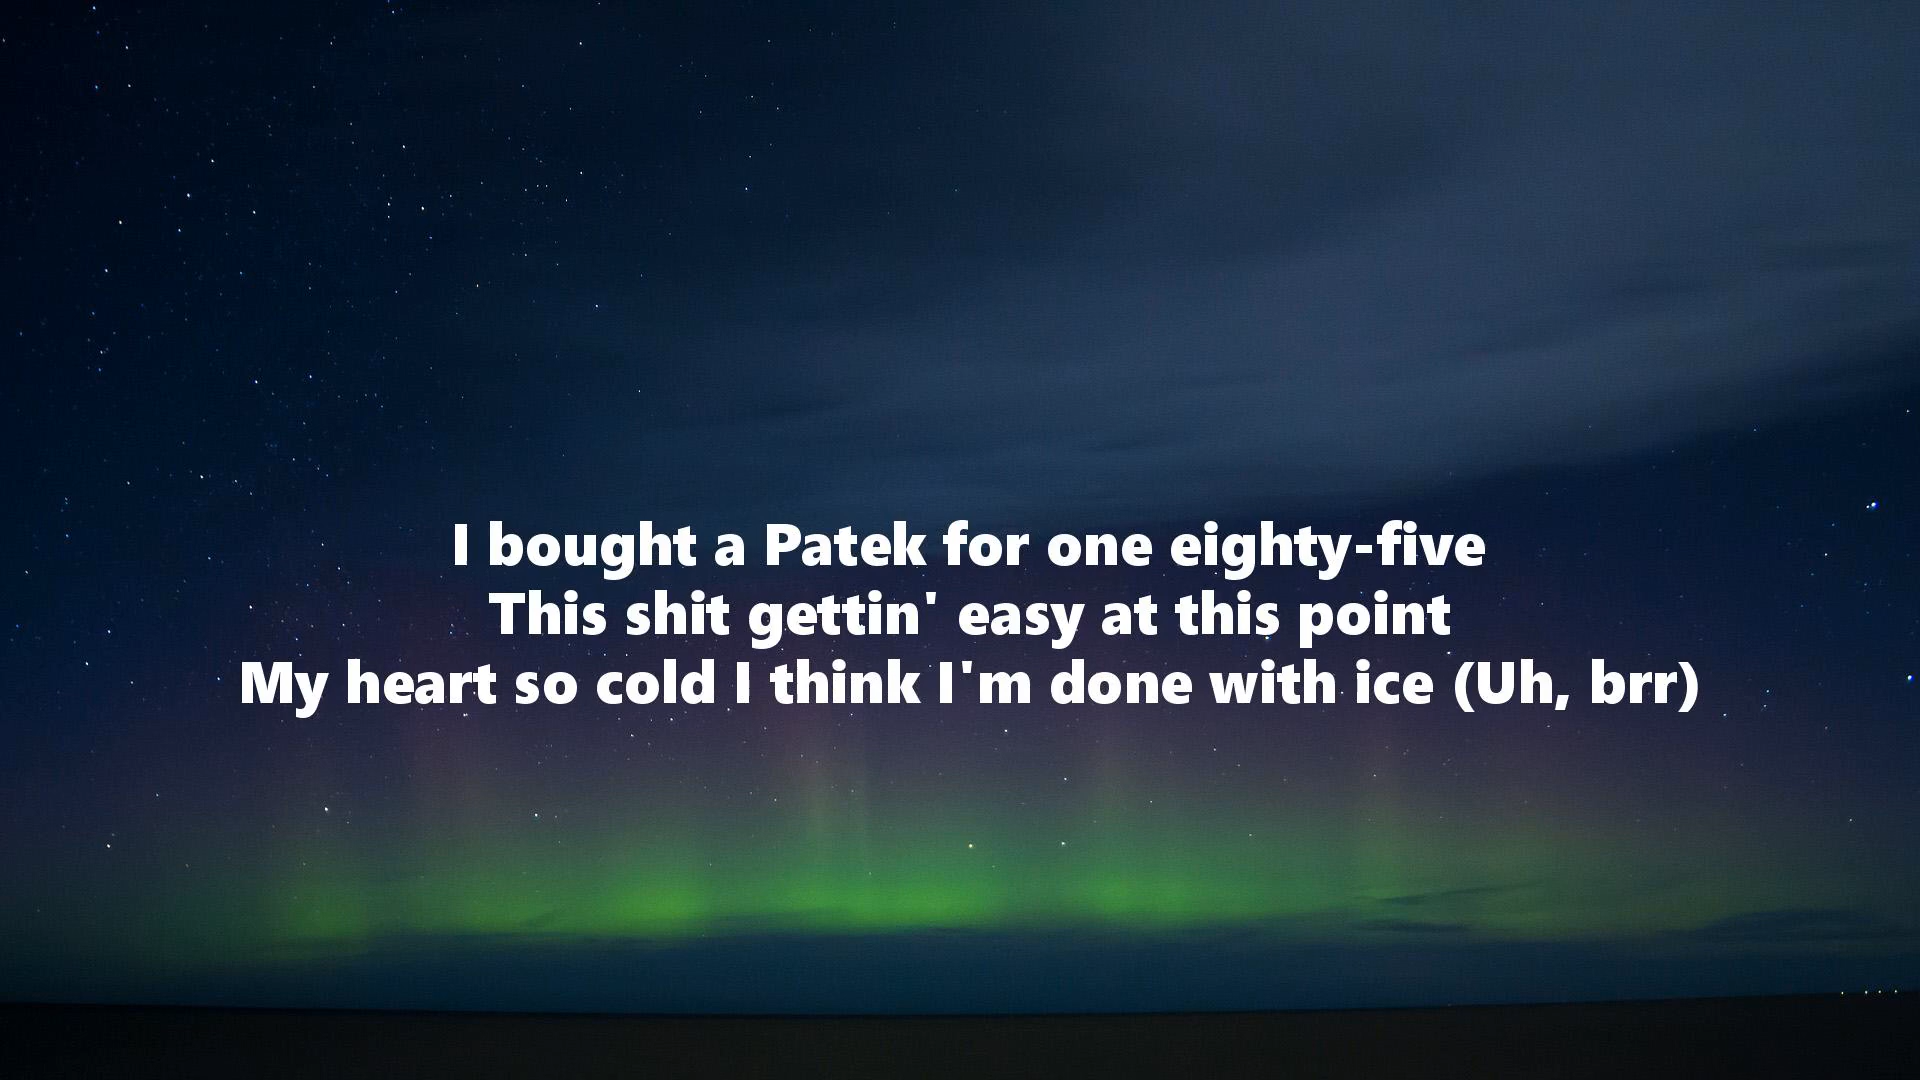 I bought a Patek for one eighty-five
This shit gettin' easy at this point
My heart so cold I think I'm done with ice (Uh, brr)